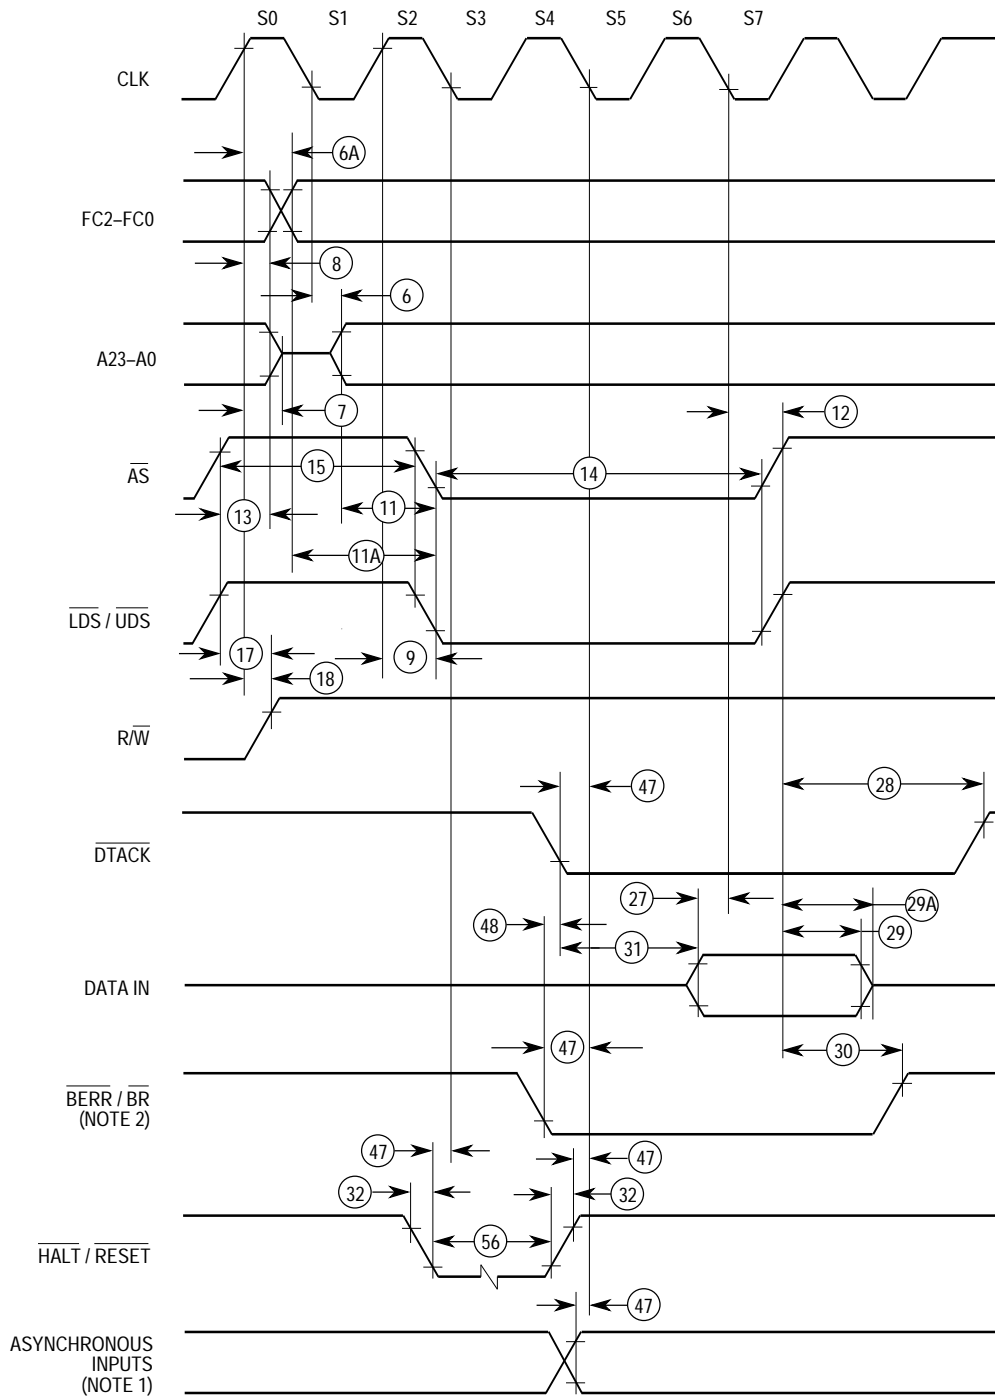 S0 S1 S2 S3 S4 S5 S6 S7
CLK
6A
FC2–FC0
8
6
A23–A0
7
12
AS
15
14
13
11
11A
LDS / UDS
17
9
18
R/W
47
28
DTACK
27
29A
48
29
31
DATA IN
47
30
BERR / BR
(NOTE 2)
47
47
32
32
56
HALT / RESET
47
ASYNCHRONOUS
INPUTS
(NOTE 1)